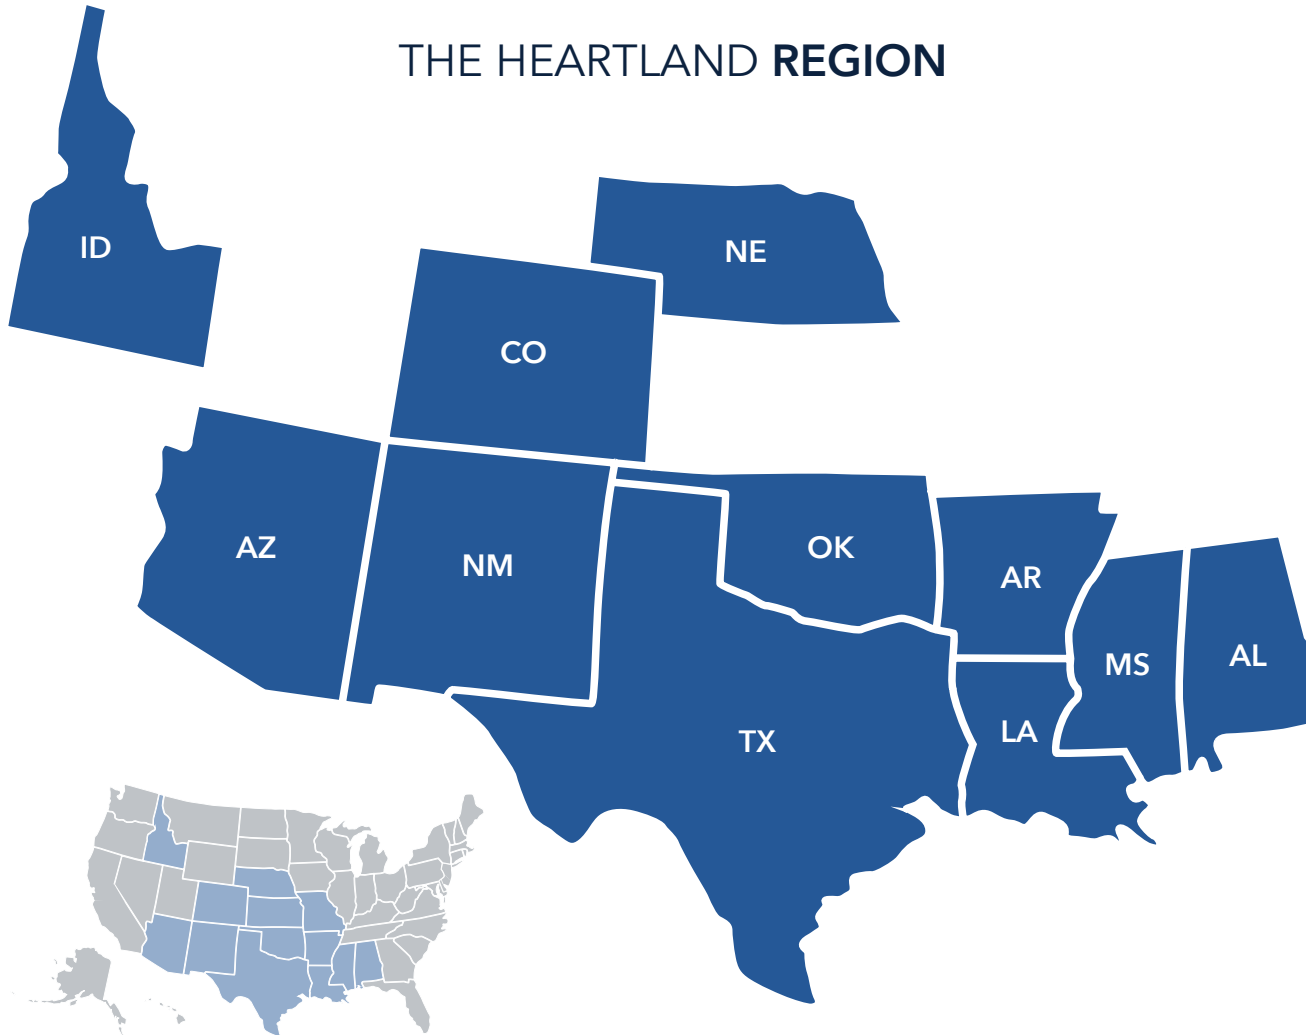 THE HEARTLAND REGION
ID
NE
CO
AZ
NM
OK
AR
MS
AL
LA
TX